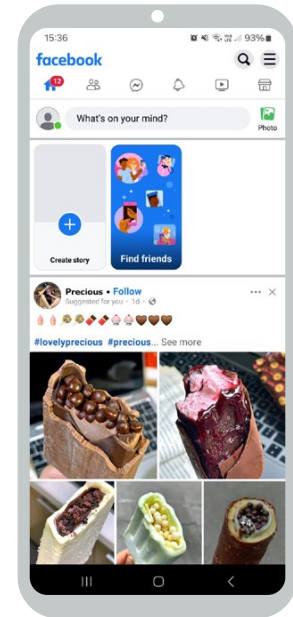 15:36
93%
facebook
12
What's on your mind?
Photo
Create story
Find friends
Precious • Follow
Suggested for you · 1d ·
#lovelyprecious #precious... See more